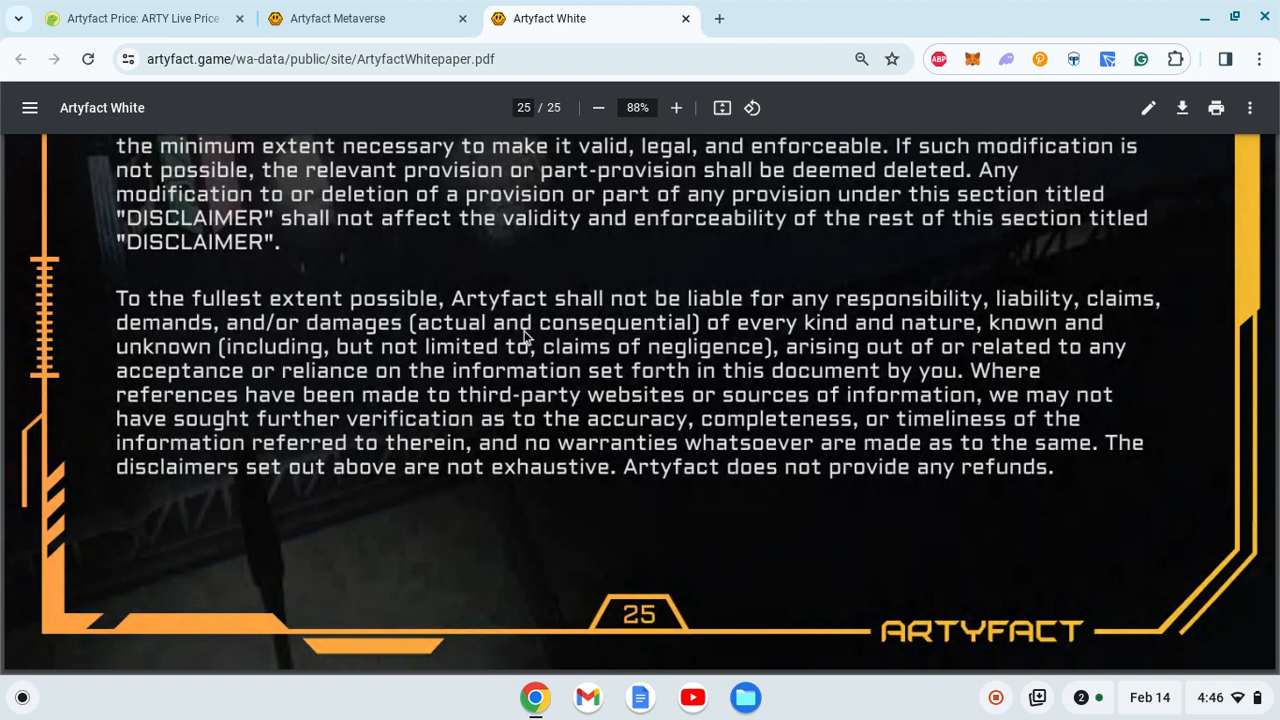 Artyfact Price: ARTY Live Price
Artyfact Metaverse
Artyfact White
artyfact.game/wa-data/public/site/ArtyfactWhitepaper.pdf
ABP
Artyfact White
25 / 25
88%
the minimum extent necessary to make it valid, legal, and enforceable. If such modification is
not possible, the relevant provision or part-provision shall be deemed deleted. Any
modification to or deletion of a provision or part of any provision under this section titled
"DISCLAIMER" shall not affect the validity and enforceability of the rest of this section titled
"DISCLAIMER".
To the fullest extent possible, Artyfact shall not be liable for any responsibility, liability, claims,
demands, and/or damages (actual and consequential) of every kind and nature, known and
unknown (including, but not limited to, claims of negligence), arising out of or related to any
acceptance or reliance on the information set forth in this document by you. Where
references have been made to third-party websites or sources of information, we may not
have sought further verification as to the accuracy, completeness, or timeliness of the
information referred to therein, and no warranties whatsoever are made as to the same. The
disclaimers set out above are not exhaustive. Artyfact does not provide any refunds.
25
ARTYFACT
2
Feb 14
4:46